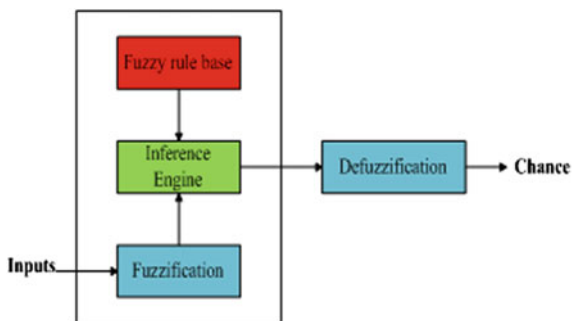 Fuzzy rule base
Inference
Engine
Defuzzification
Chance
Inputs
Fuzzification